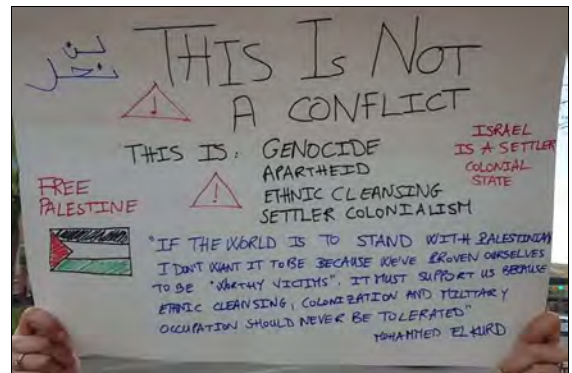 لن
نرحل
THIS IS NOT
A CONFLICT
THIS IS: GENOCIDE
APARTHEID
ETHNIC CLEANSING
SETTLER COLONIALISM
ISRAEL
IS A SETTLER
COLONIAL
STATE
FREE
PALESTINE
"IF THE WORLD IS TO STAND WITH PALESTINIAN
I DON'T WANT IT TO BE BECAUSE WE'VE PROVEN OURSELVES
TO BE "WORTHY VICTIMS". IT MUST SUPPORT US BECAUSE
ETHNIC CLEANSING, COLONIZATION AND MILITARY
OCCUPATION SHOULD NEVER BE TOLERATED"
MOHAMMED EL KURD